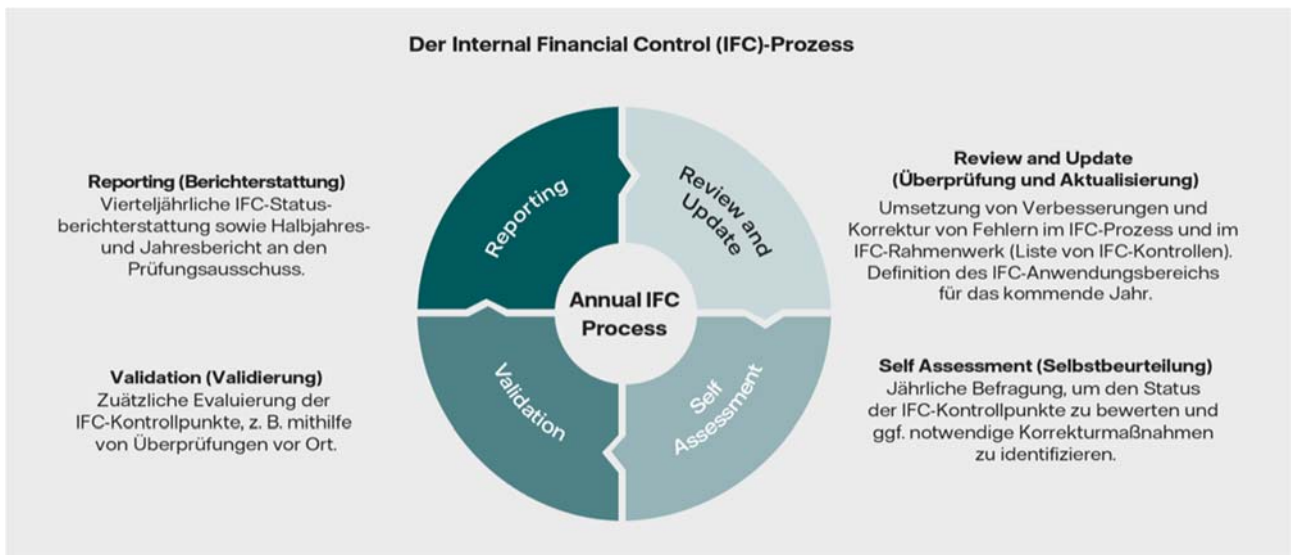 Der Internal Financial Control (IFC)-Prozess
Reporting (Berichterstattung)
Vierteljährliche IFC-Status-
berichterstattung sowie Halbjahres-
und Jahresbericht an den
Prüfungsausschuss.
Validation (Validierung)
Zuätzliche Evaluierung der
IFC-Kontrollpunkte, z. B. mithilfe
von Überprüfungen vor Ort.
Reporting
Review and
Update
Annual IFC
Process
Validation
Self
Assessment
Review and Update
(Überprüfung und Aktualisierung)
Umsetzung von Verbesserungen und
Korrektur von Fehlern im IFC-Prozess und im
IFC-Rahmenwerk (Liste von IFC-Kontrollen).
Definition des IFC-Anwendungsbereichs
für das kommende Jahr.
Self Assessment (Selbstbeurteilung)
Jährliche Befragung, um den Status
der IFC-Kontrollpunkte zu bewerten und
ggf. notwendige Korrekturmaßnahmen
zu identifizieren.